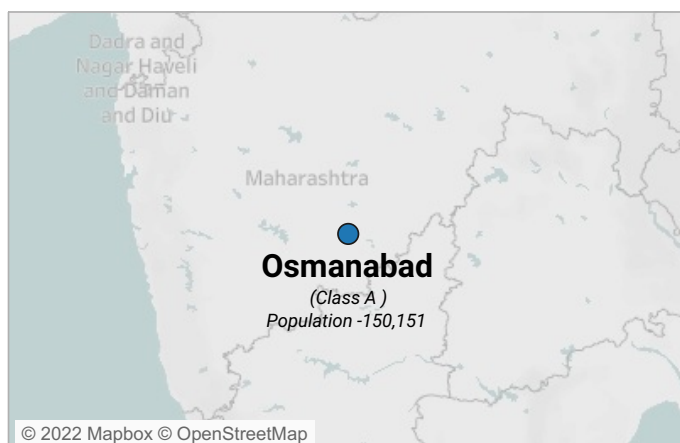 Dadra and
Nagar Haveli
and Daman
and Diu
Maharashtra
Osmanabad
(Class A )
Population -150,151
© 2022 Mapbox © OpenStreetMap